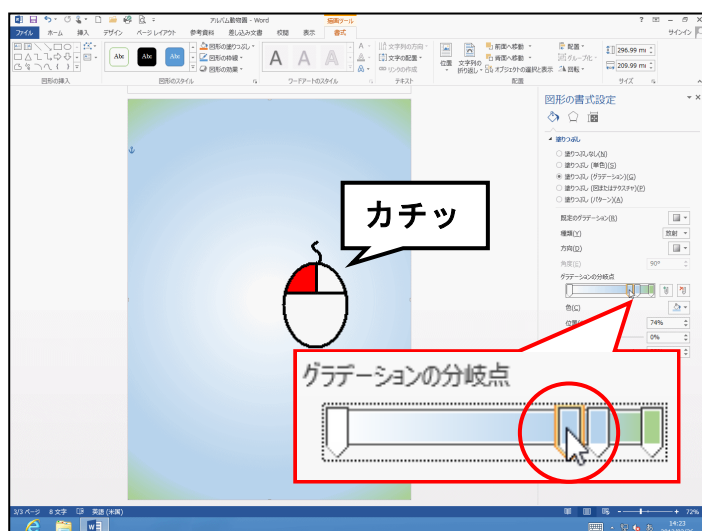 アルバム動物園 - Word
描画ツール
ファイル ホーム 挿入 デザイン ページレイアウト 参考資料 差し込み文書 校閲 表示 書式 サインイン
Abc Abc Abc
図形の塗りつぶし
図形の枠線
図形の効果
A A A
文字列の方向
文字の配置
リンクの作成
位置
文字列の
折り返し
前面へ移動
背面へ移動
オブジェクトの選択と表示
配置
グループ化
回転
296.99 mi
209.99 mi
図形の挿入 図形のスタイル ワードアートのスタイル テキスト 配置 サイズ
図形の書式設定
塗りつぶし
塗りつぶしなし(N)
塗りつぶし (単色)(S)
塗りつぶし (グラデーション)(G)
塗りつぶし (図またはテクスチャ)(E)
塗りつぶし (パターン)(A)
既定のグラデーション(R)
種類(Y) 放射
方向(D)
角度(E) 90°
グラデーションの分岐点
色(C)
74%
0%
カチッ
グラデーションの分岐点
3/3 ページ 8 文字 英語 (米国) 72%
14:23